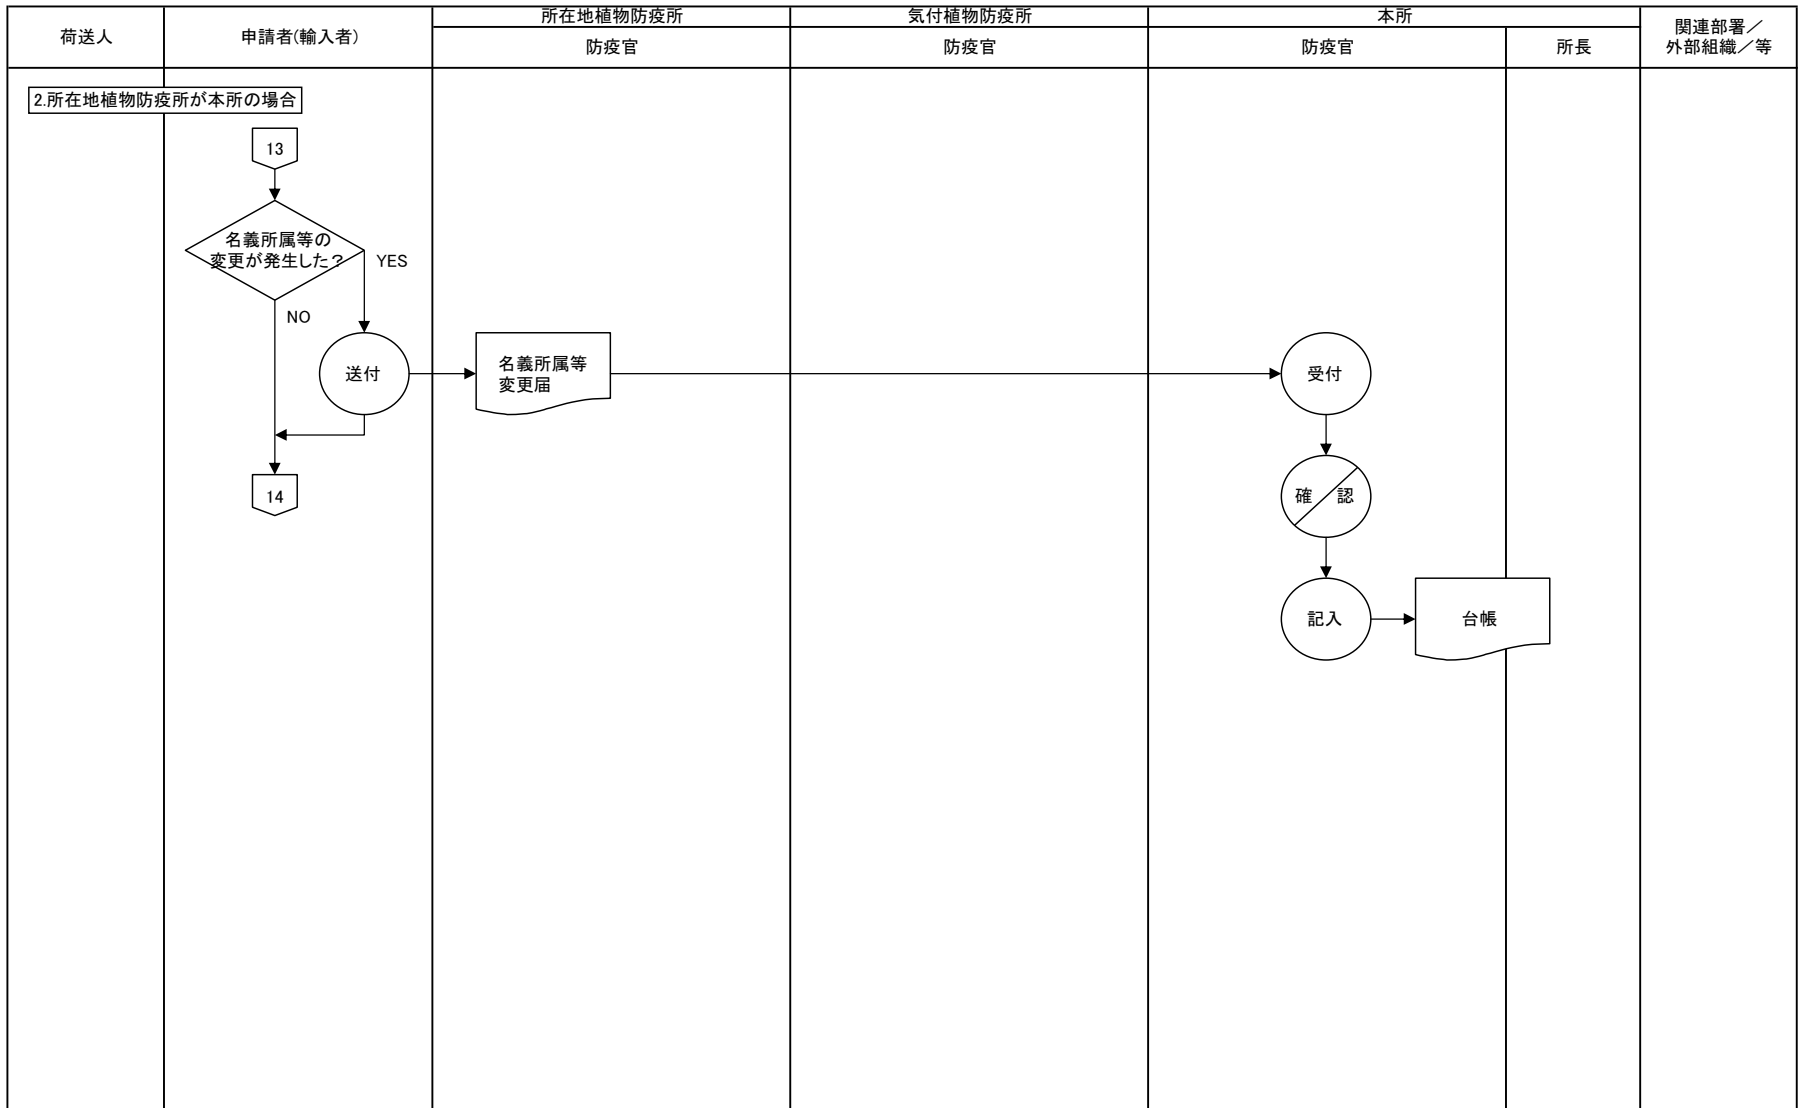 荷送人
申請者(輸入者)
所在地植物防疫所
防疫官
気付植物防疫所
防疫官
本所
防疫官
所長
関連部署／
外部組織／等
2.所在地植物防疫所が本所の場合
13
名義所属等の
変更が発生した？
YES
NO
送付
名義所属等
変更届
受付
14
確 認
記入
台帳